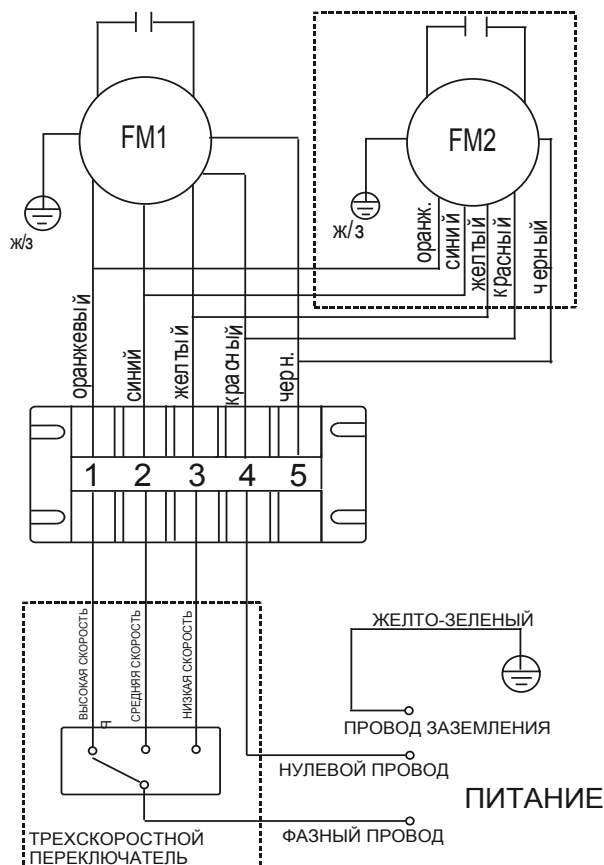 FM1
FM2
ж/з
ж/з
оранж.
синий
желтый
красный
черный
оранжевый
синий
желтый
красный
черн.
1 2 3 4 5
ВЫСОКАЯ СКОРОСТЬ
СРЕДНЯЯ СКОРОСТЬ
НИЗКАЯ СКОРОСТЬ
Ь
ЖЕЛТО-ЗЕЛЕНЫЙ
ПРОВОД ЗАЗЕМЛЕНИЯ
НУЛЕВОЙ ПРОВОД
ПИТАНИЕ
ФАЗНЫЙ ПРОВОД
ТРЕХСКОРОСТНОЙ
ПЕРЕКЛЮЧАТЕЛЬ